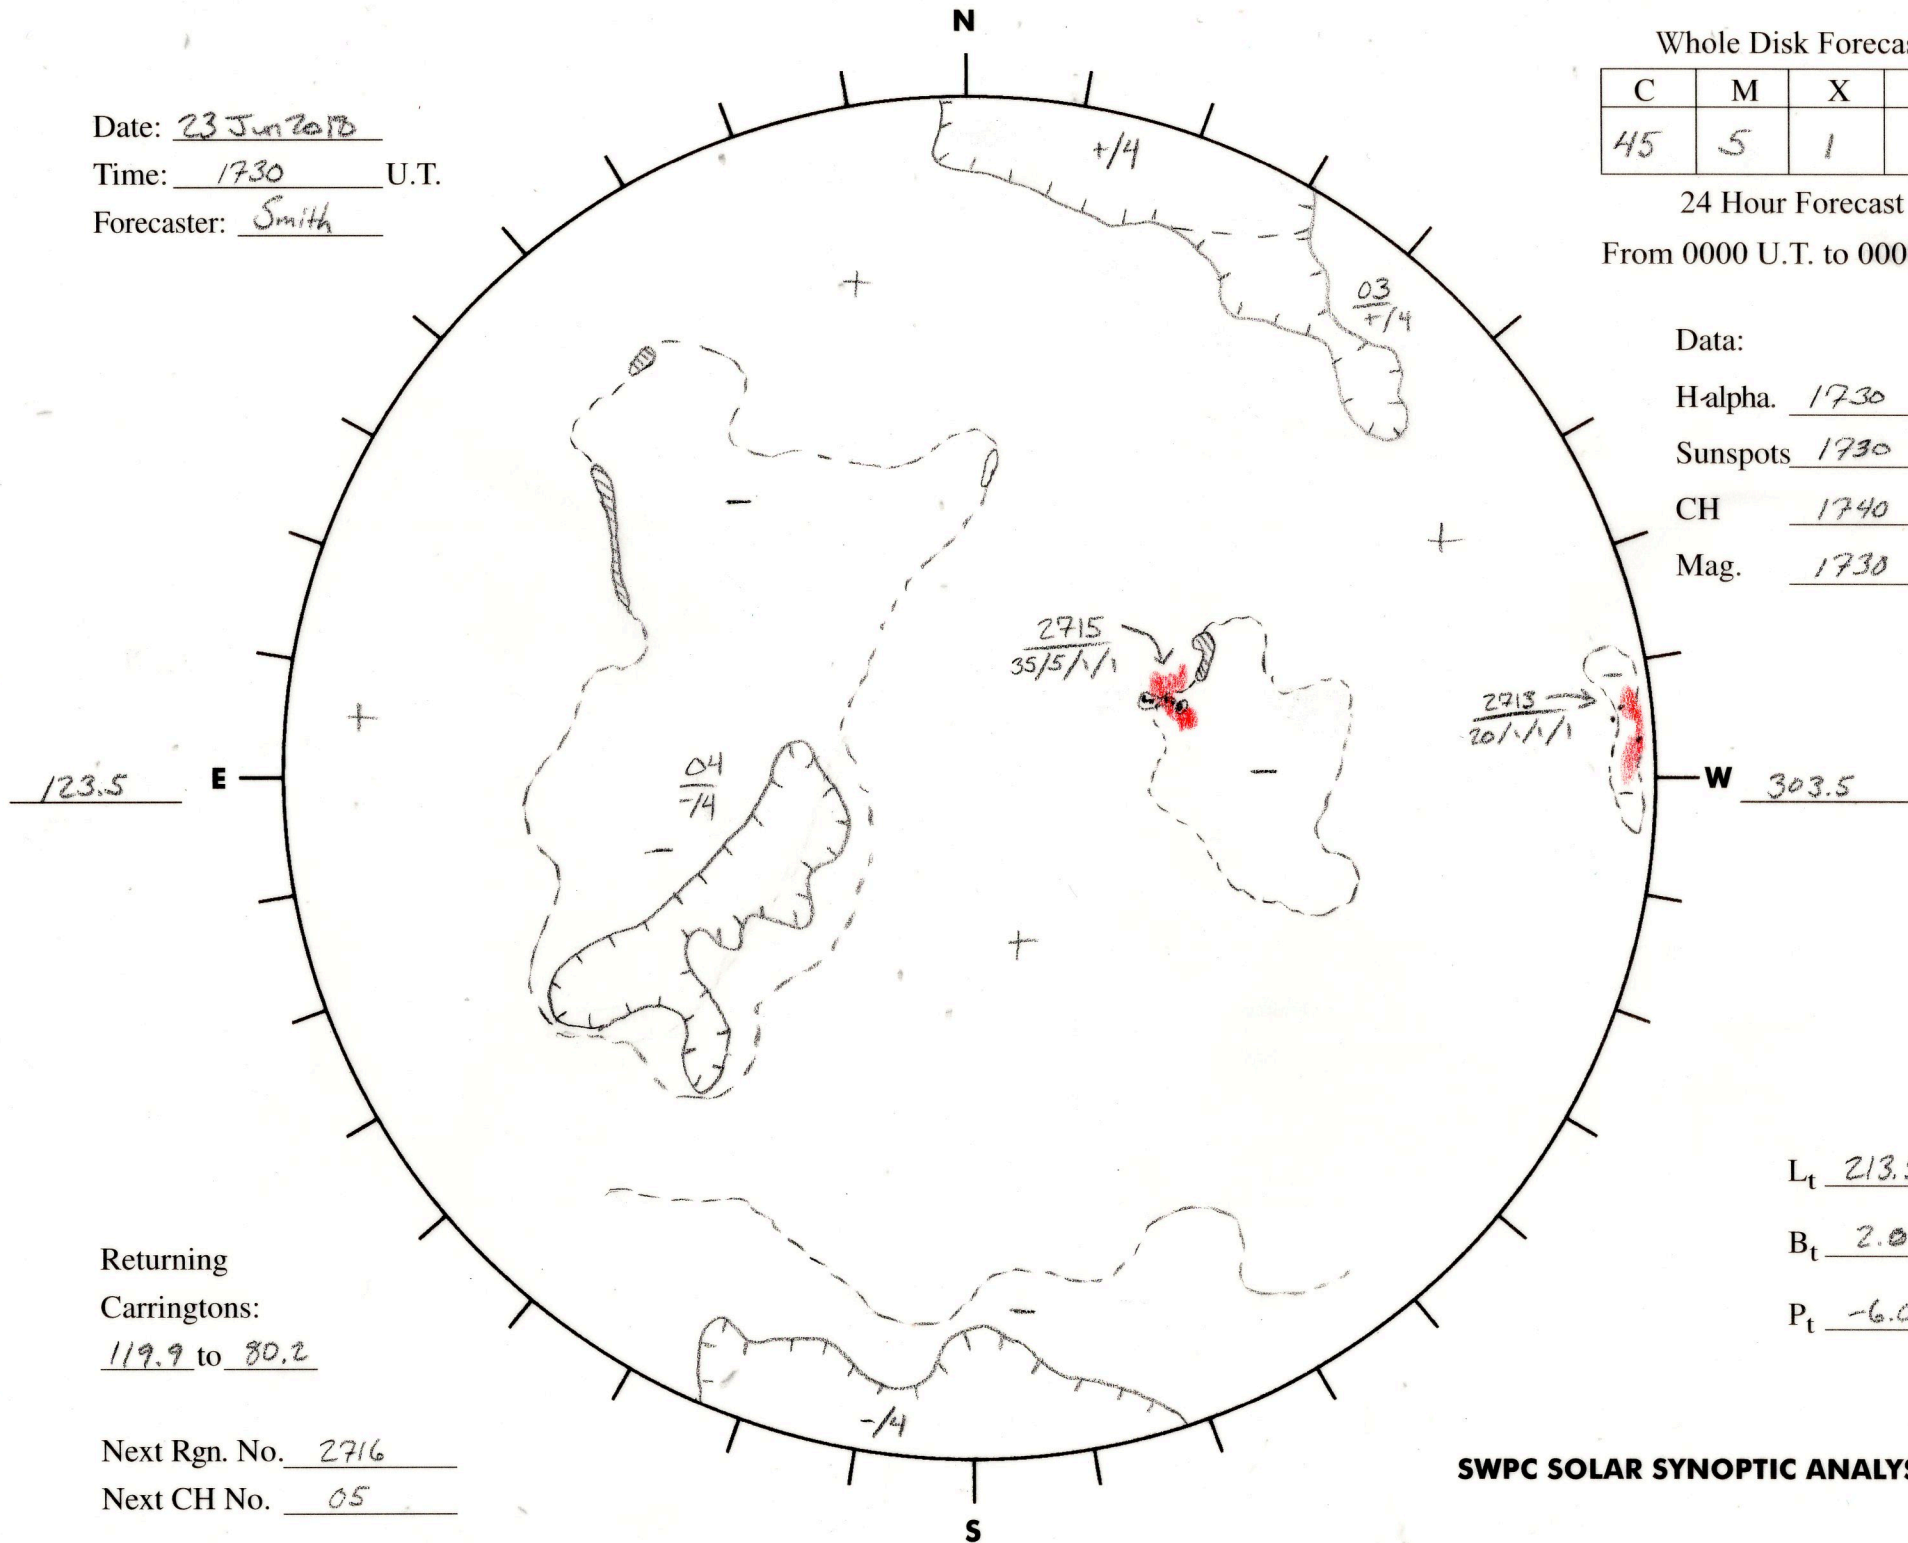 N
Whole Disk Forecas
C M X
45 5 1
24 Hour Forecast
From 0000 U.T. to 000
Date: 23 Jun 2018
Time: 1730 U.T.
Forecaster: Smith
+/4
+
03
+/4
Data:
H-alpha. 1730
Sunspots 1730
CH 1740
Mag. 1730
-
+
2715
35/5/1/1
+
-
2713
20/1/1/1
04
-/4
-
-
-
123.5 E
W 303.5
+
Lt 213.
Bt 2.0
Pt -6.0
Returning
Carringtons:
119.9 to 80.2
-
-/4
Next Rgn. No. 2716
Next CH No. 05
SWPC SOLAR SYNOPTIC ANALYS
S